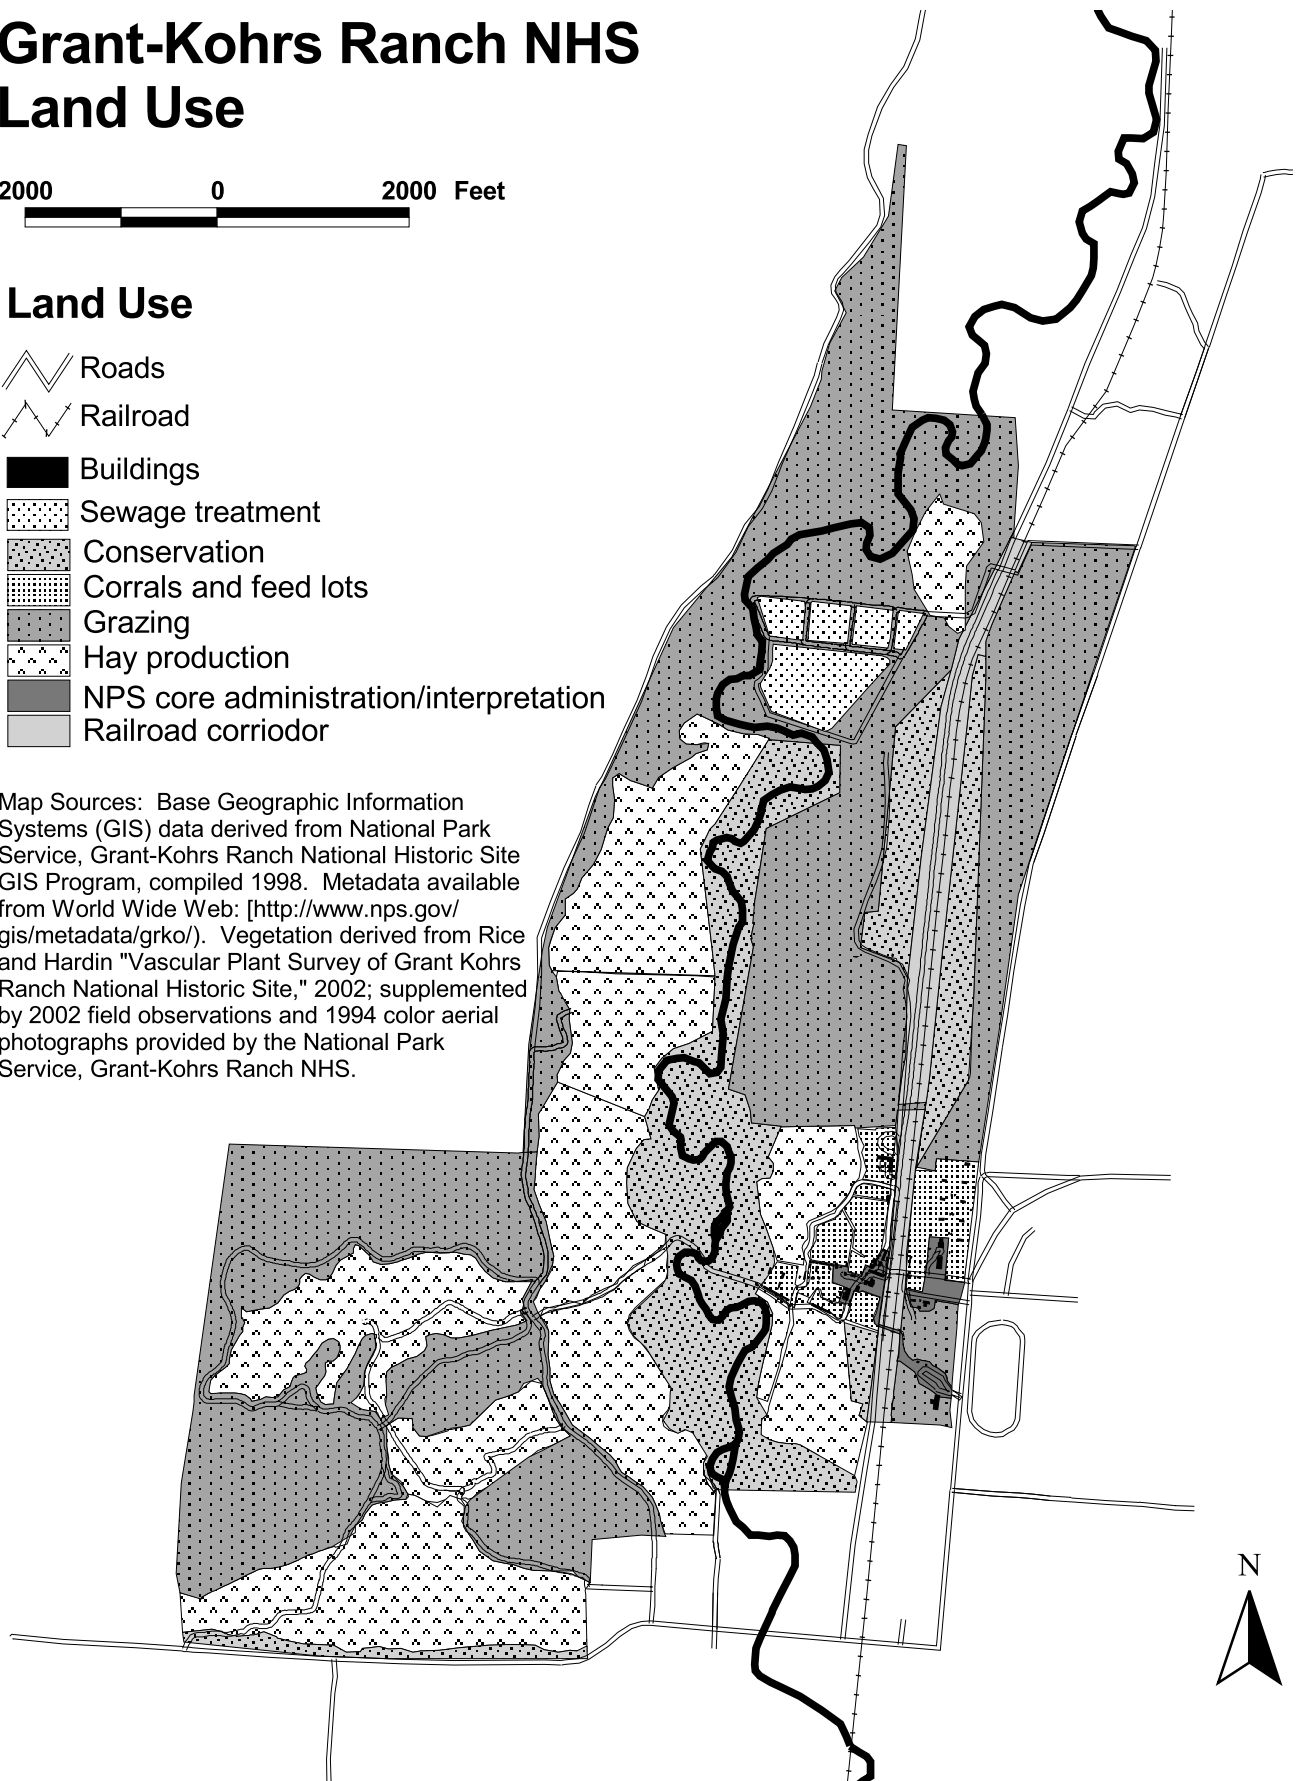 Grant-Kohrs Ranch NHS
Land Use
2000 0 2000 Feet
Land Use
Roads
Railroad
Buildings
Sewage treatment
Conservation
Corrals and feed lots
Grazing
Hay production
NPS core administration/interpretation
Railroad corriodor
Map Sources: Base Geographic Information
Systems (GIS) data derived from National Park
Service, Grant-Kohrs Ranch National Historic Site
GIS Program, compiled 1998. Metadata available
from World Wide Web: [http://www.nps.gov/
gis/metadata/grko/). Vegetation derived from Rice
and Hardin "Vascular Plant Survey of Grant Kohrs
Ranch National Historic Site," 2002; supplemented
by 2002 field observations and 1994 color aerial
photographs provided by the National Park
Service, Grant-Kohrs Ranch NHS.
N